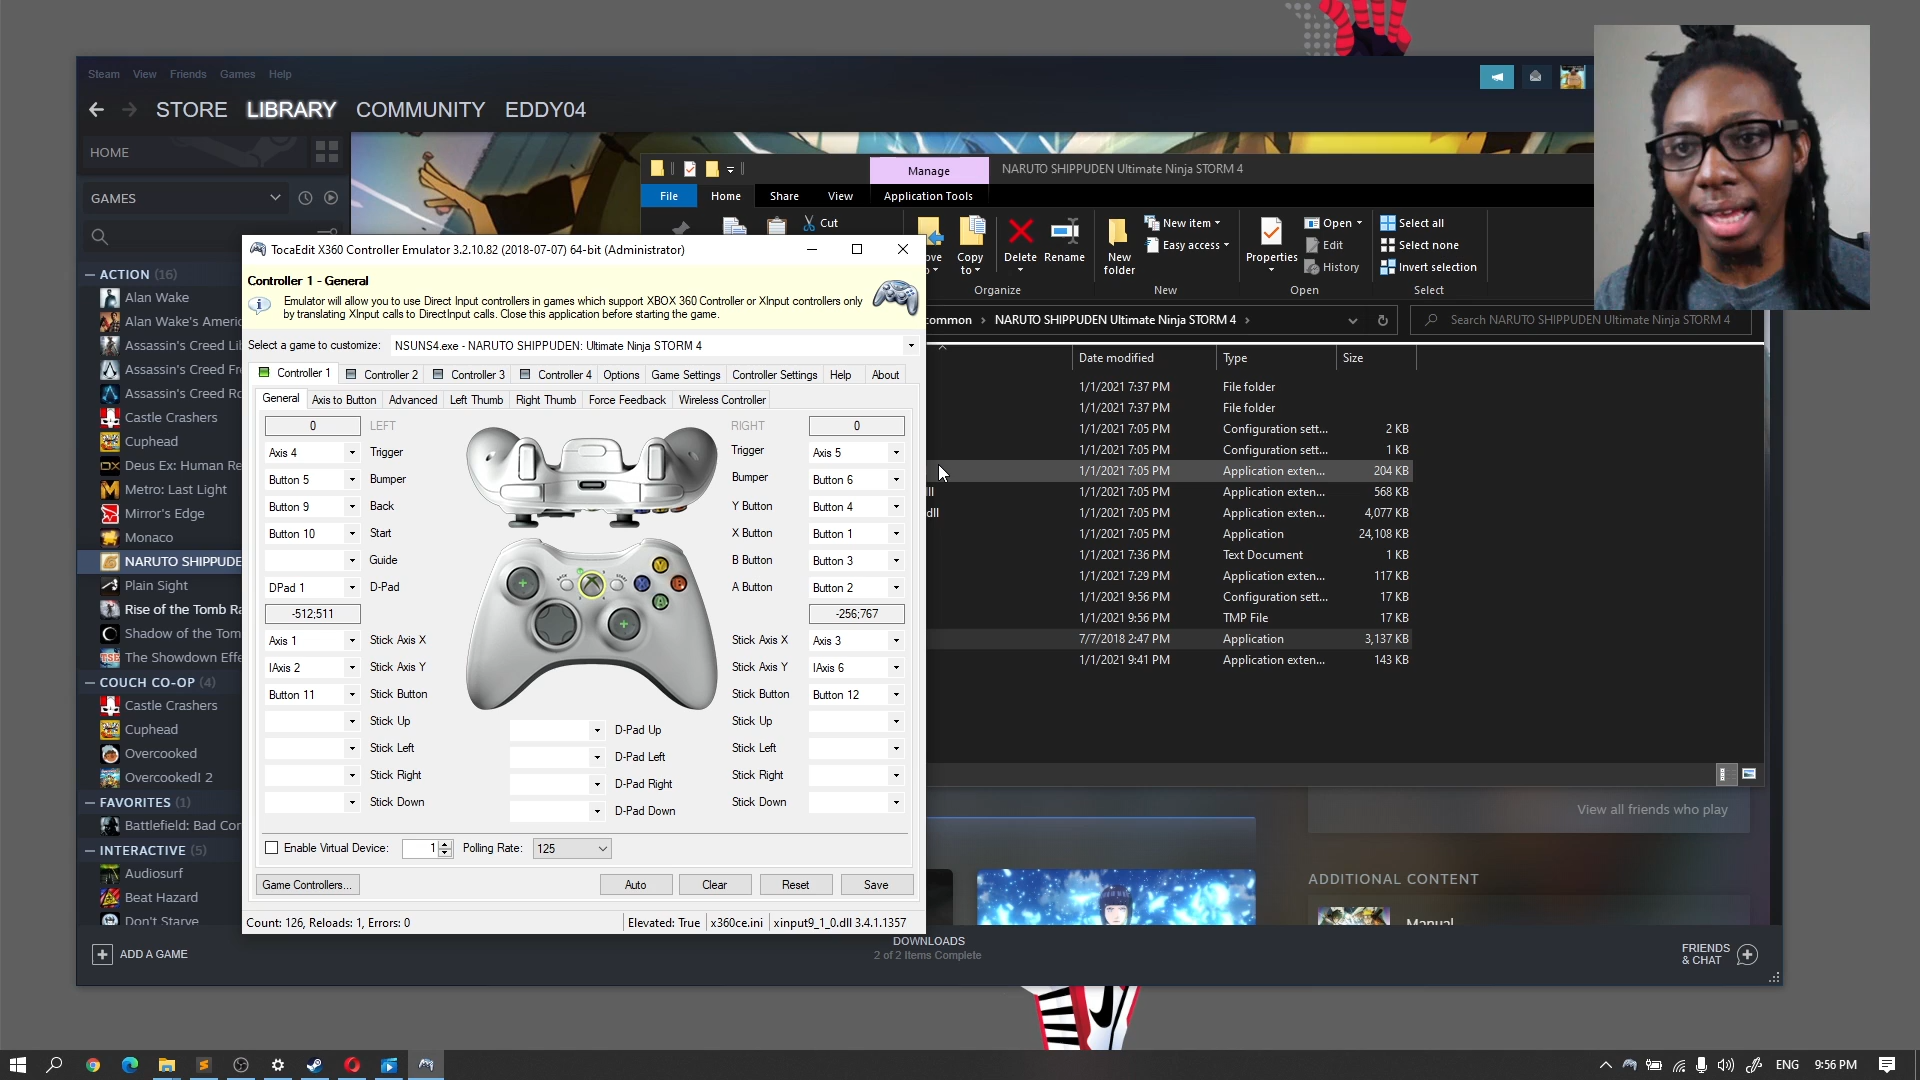 Steam View Friends Games Help
STORE LIBRARY COMMUNITY EDDY04
HOME
GAMES
ACTION (16)
Alan Wake
Alan Wake's Americ
Assassin's Creed Li
Assassin's Creed Fr
Assassin's Creed Ro
Castle Crashers
Cuphead
Deus Ex: Human Re
Metro: Last Light
Mirror's Edge
Monaco
NARUTO SHIPPUDE
Plain Sight
Rise of the Tomb Ra
Shadow of the Tom
The Showdown Effe
COUCH CO-OP (4)
Castle Crashers
Cuphead
Overcooked
Overcooked! 2
FAVORITES (1)
Battlefield: Bad Cor
INTERACTIVE (5)
Audiosurf
Beat Hazard
Don't Starve
ADD A GAME
Manage NARUTO SHIPPUDEN Ultimate Ninja STORM 4
File Home Share View Application Tools
Cut
ove to Copy to Delete Rename
Organize
New folder
New item
Easy access
New
Properties
Open
Edit
History
Open
Select all
Select none
Invert selection
Select
common > NARUTO SHIPPUDEN Ultimate Ninja STORM 4 > Search NARUTO SHIPPUDEN Ultimate Ninja STORM 4
Date modified Type Size
1/1/2021 7:37 PM File folder
1/1/2021 7:37 PM File folder
1/1/2021 7:05 PM Configuration sett... 2 KB
1/1/2021 7:05 PM Configuration sett... 1 KB
1/1/2021 7:05 PM Application exten... 204 KB
ll 1/1/2021 7:05 PM Application exten... 568 KB
dll 1/1/2021 7:05 PM Application exten... 4,077 KB
1/1/2021 7:05 PM Application 24,108 KB
1/1/2021 7:36 PM Text Document 1 KB
1/1/2021 7:29 PM Application exten... 117 KB
1/1/2021 9:56 PM Configuration sett... 17 KB
1/1/2021 9:56 PM TMP File 17 KB
7/7/2018 2:47 PM Application 3,137 KB
1/1/2021 9:41 PM Application exten... 143 KB
TocaEdit X360 Controller Emulator 3.2.10.82 (2018-07-07) 64-bit (Administrator)
Controller 1 - General
Emulator will allow you to use Direct Input controllers in games which support XBOX 360 Controller or XInput controllers only
by translating XInput calls to DirectInput calls. Close this application before starting the game.
Select a game to customize: NSUNS4.exe - NARUTO SHIPPUDEN: Ultimate Ninja STORM 4
Controller 1 Controller 2 Controller 3 Controller 4 Options Game Settings Controller Settings Help About
General Axis to Button Advanced Left Thumb Right Thumb Force Feedback Wireless Controller
0 LEFT RIGHT 0
Axis 4 Trigger Trigger Axis 5
Button 5 Bumper Bumper Button 6
Button 9 Back Y Button Button 4
Button 10 Start X Button Button 1
Guide B Button Button 3
DPad 1 D-Pad A Button Button 2
-512;511 -256;767
Axis 1 Stick Axis X Stick Axis X Axis 3
IAxis 2 Stick Axis Y Stick Axis Y IAxis 6
Button 11 Stick Button Stick Button Button 12
Stick Up D-Pad Up Stick Up
Stick Left D-Pad Left Stick Left
Stick Right D-Pad Right Stick Right
Stick Down D-Pad Down Stick Down
Enable Virtual Device: 1 Polling Rate: 125
Game Controllers... Auto Clear Reset Save
Count: 126, Reloads: 1, Errors: 0 Elevated: True x360ce.ini xinput9_1_0.dll 3.4.1.1357
View all friends who play
ADDITIONAL CONTENT
Manual
DOWNLOADS
2 of 2 Items Complete
FRIENDS
& CHAT
ENG 9:56 PM